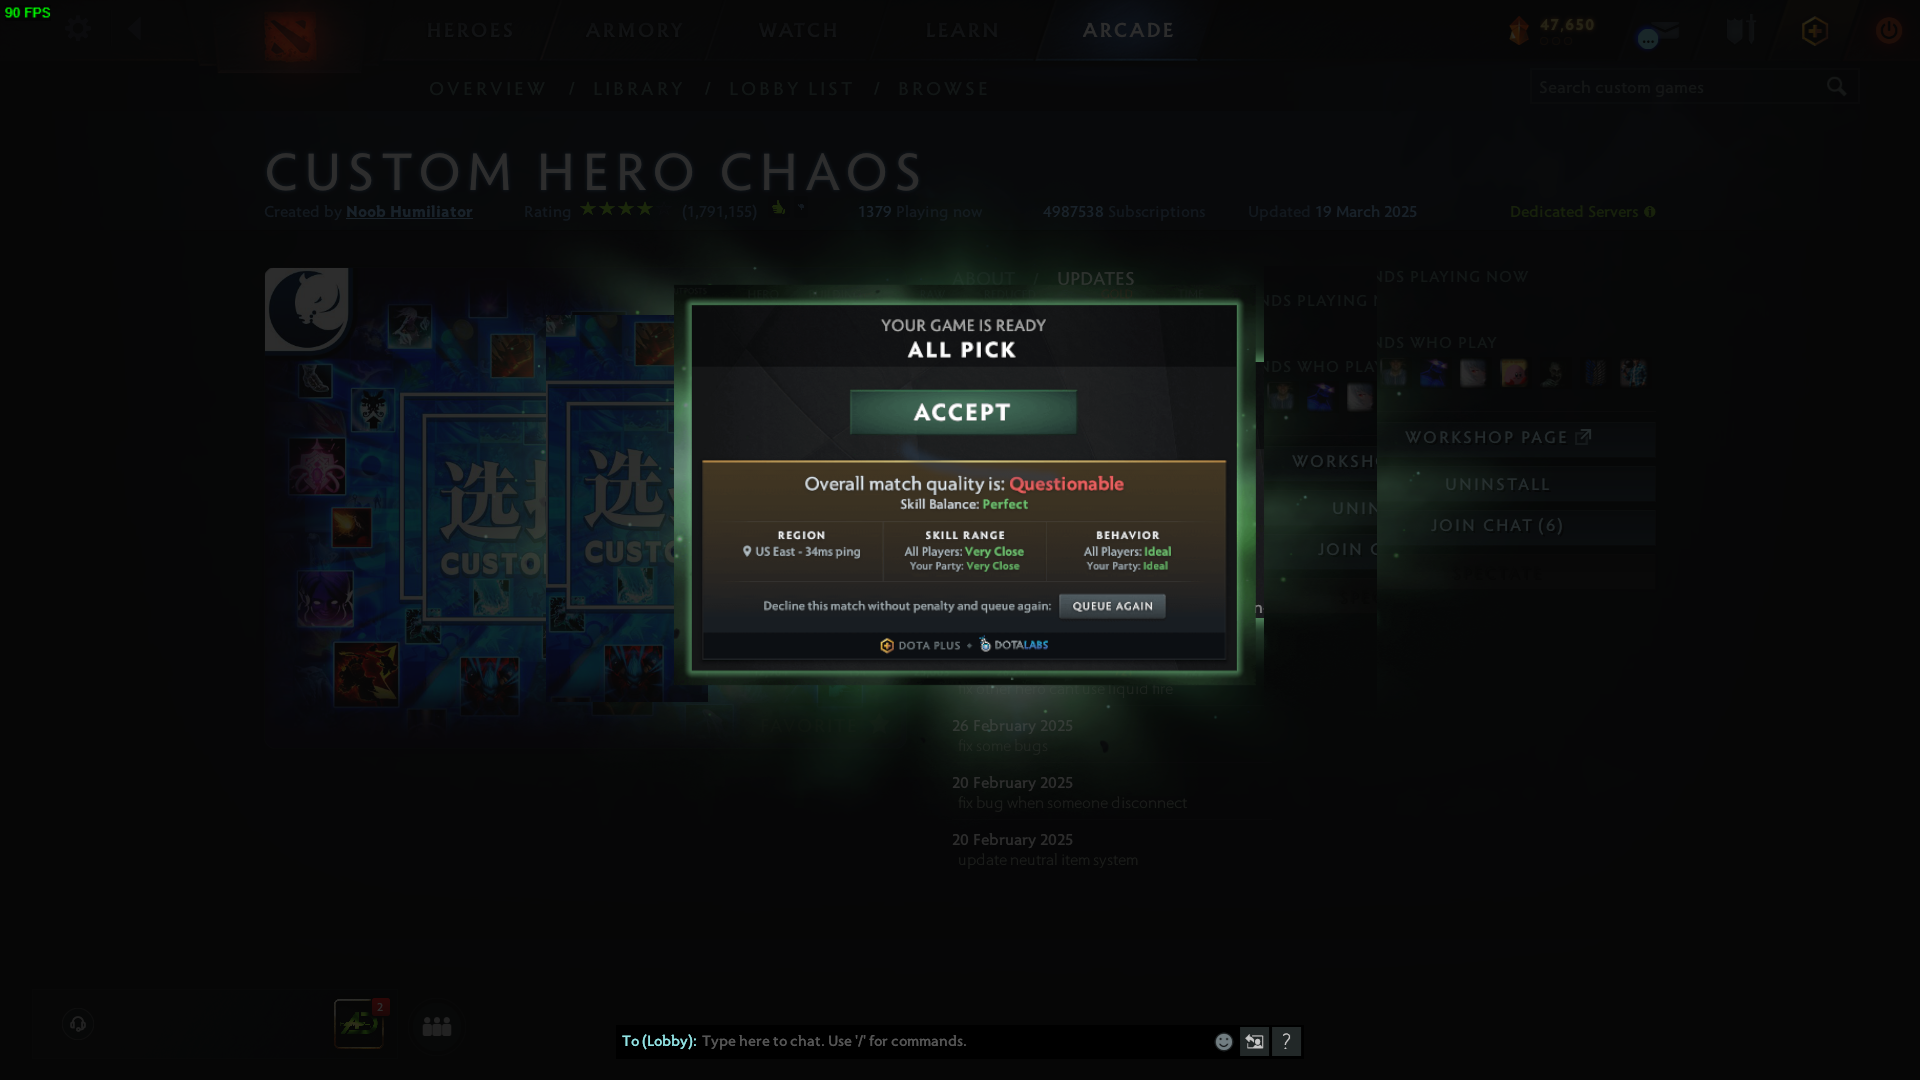 90 FPS
HEROES
ARMORY
WATCH
LEARN
ARCADE
47,650
OVERVIEW / LIBRARY / LOBBY LIST / BROWSE
Search custom games
CUSTOM HERO CHAOS
Created by Noob Humiliator
Rating
(1,791,155)
1379 Playing now
4987538 Subscriptions
Updated 19 March 2025
Dedicated Servers
ABOUT / UPDATES
NDS PLAYING NOW
NDS PLAYING
NDS WHO PLAY
NDS WHO PLAY
YOUR GAME IS READY
ALL PICK
ACCEPT
Overall match quality is: Questionable
Skill Balance: Perfect
REGION
US East - 34ms ping
SKILL RANGE
All Players: Very Close
Your Party: Very Close
BEHAVIOR
All Players: Ideal
Your Party: Ideal
Decline this match without penalty and queue again:
QUEUE AGAIN
DOTA PLUS + DOTALABS
选
CUSTO
选
CUSTO
WORKSHOP PAGE
WORKSH
UNINSTALL
UNIN
JOIN CHAT (6)
JOIN C
26 February 2025
fix some bugs
20 February 2025
fix bug when someone disconnect
20 February 2025
update neutral item system
2
To (Lobby): Type here to chat. Use '/' for commands.
?